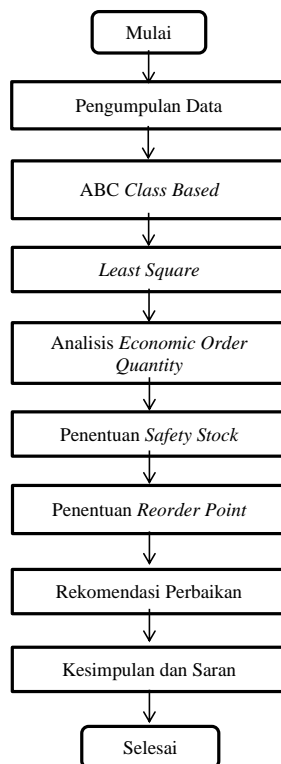 Mulai
Pengumpulan Data
ABC Class Based
Least Square
Analisis Economic Order
Quantity
Penentuan Safety Stock
Penentuan Reorder Point
Rekomendasi Perbaikan
Kesimpulan dan Saran
Selesai